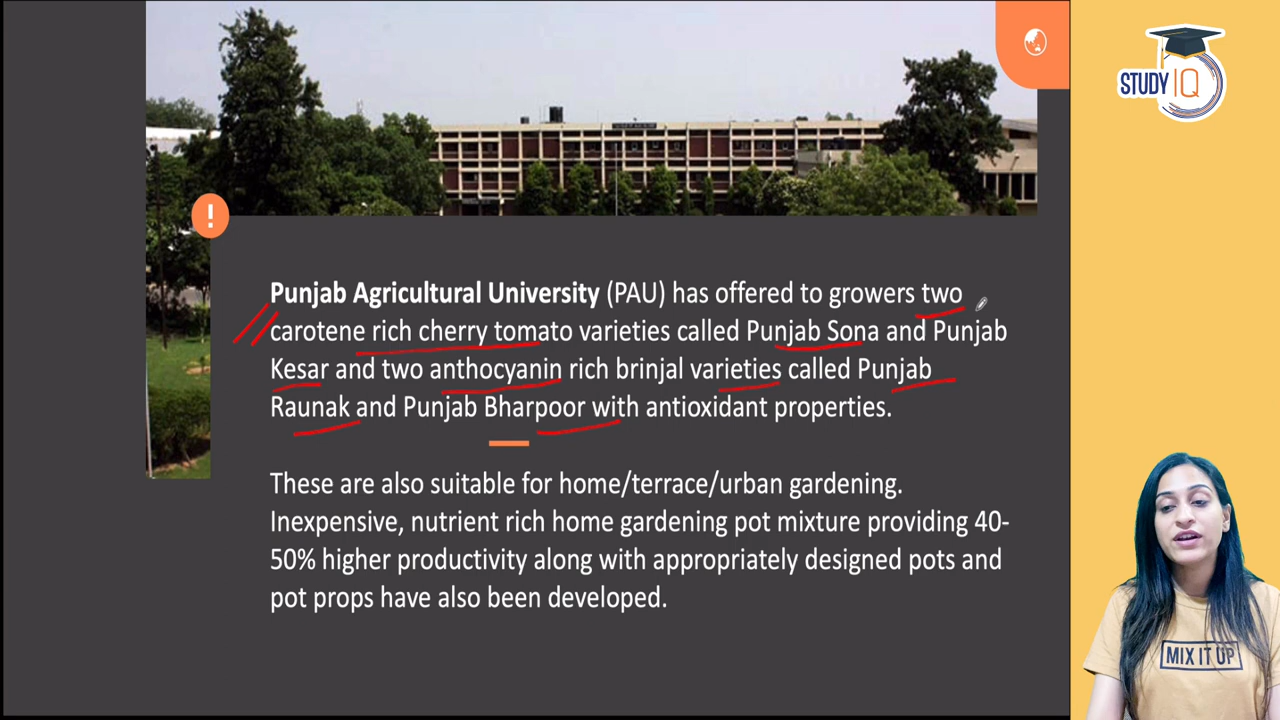 STUDY IQ
!
Punjab Agricultural University (PAU) has offered to growers two
carotene rich cherry tomato varieties called Punjab Sona and Punjab
Kesar and two anthocyanin rich brinjal varieties called Punjab
Raunak and Punjab Bharpoor with antioxidant properties.
These are also suitable for home/terrace/urban gardening.
Inexpensive, nutrient rich home gardening pot mixture providing 40-
50% higher productivity along with appropriately designed pots and
pot props have also been developed.
MIX IT UP